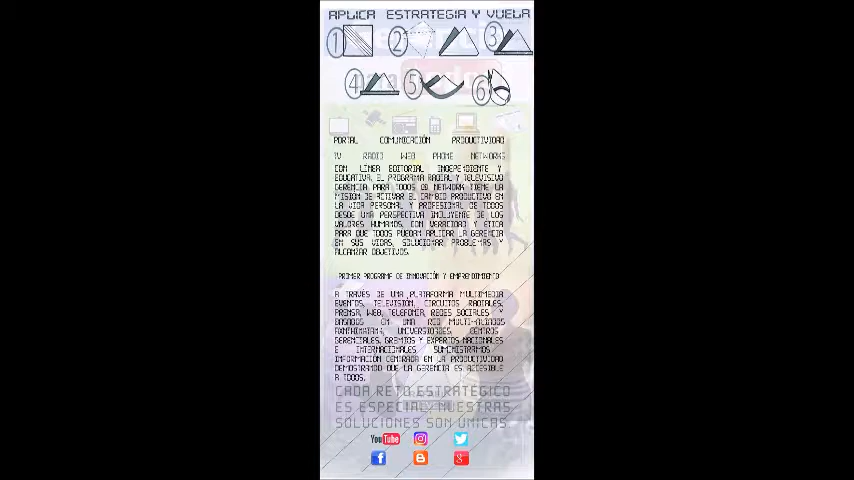 APLICA ESTRATEGIA Y VUELA
1 2 3
4 5 6
PORTAL COMUNICACIÓN PRODUCTIVIDAD
TV RADIO WEB PHONE NETWORKS
CON LÍNEA EDITORIAL INDEPENDIENTE Y
EDUCATIVA, EL PROGRAMA RADIAL Y TELEVISIVO
GERENCIA PARA TODOS @ NETWORK TIENE LA
MISION DE ACTIVAR EL CAMBIO PRODUCTIVO EN
LA VIDA PERSONAL Y PROFESIONAL DE TODOS
DESDE UNA PERSPECTIVA INCLUYENTE DE LOS
VALORES HUMANOS, CON VERACIDAD Y ETICA
PARA QUE TODOS PUEDAN APLICAR LA GERENCIA
EN SUS VIDAS, SOLUCIONAR PROBLEMAS Y
ALCANZAR OBJETIVOS.
PRIMER PROGRAMA DE INNOVACIÓN Y EMPRENDIMIENTO
A TRAVÉS DE UNA PLATAFORMA MULTIMEDIA
EVENTOS, TELEVISIÓN, CIRCUITOS RADIALES,
PRENSA, WEB, TELEFONIA, REDES SOCIALES Y
BASADOS EN UNA RED MULTI-ALIADOS
UNIVERSIDADES, CENTROS
GERENCIALES, GREMIOS Y EXPERTOS NACIONALES
E INTERNACIONALES SUMINISTRAMOS
INFORMACIÓN CENTRADA EN LA PRODUCTIVIDAD
DEMOSTRANDO QUE LA GERENCIA ES ACCESIBLE
A TODOS.
CADA RETO ESTRATÉGICO
ES ESPECIAL, NUESTRAS
SOLUCIONES SON ÚNICAS.
YouTube